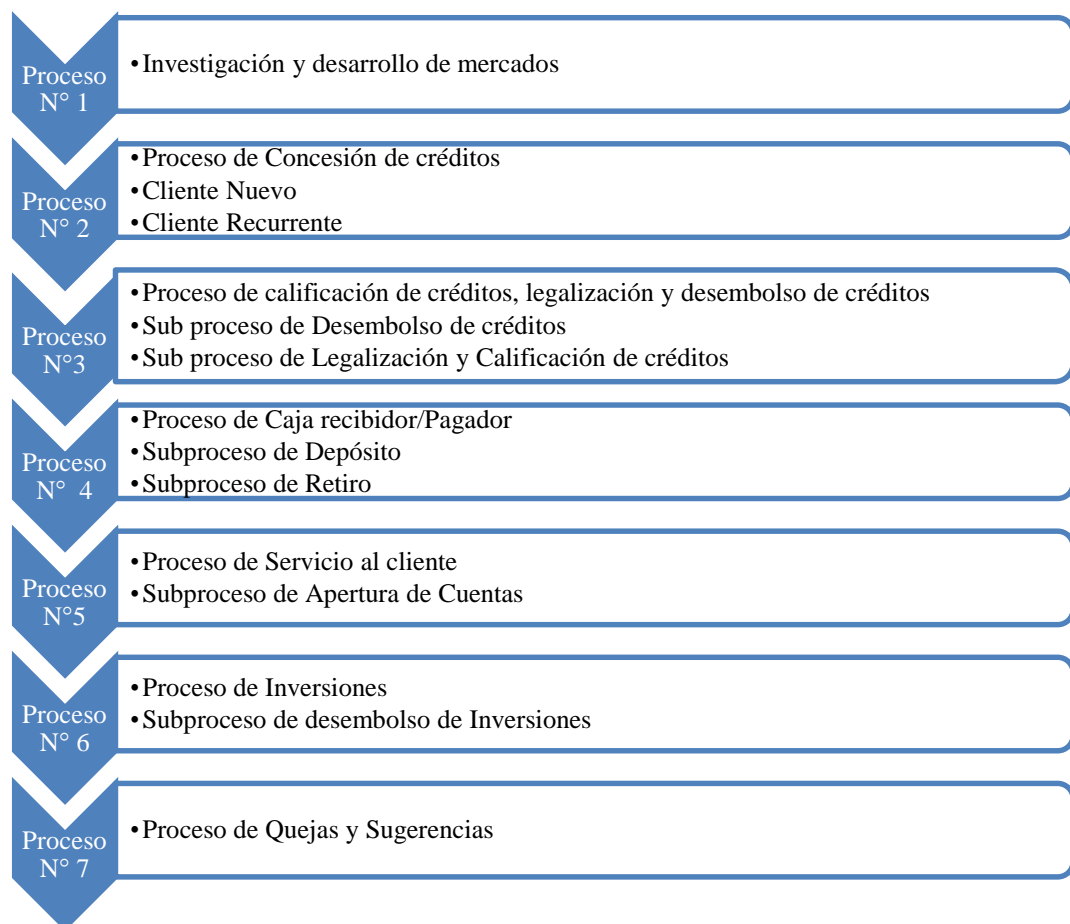 Proceso
N° 1
•Investigación y desarrollo de mercados
Proceso
N° 2
•Proceso de Concesión de créditos
•Cliente Nuevo
•Cliente Recurrente
Proceso
N°3
•Proceso de calificación de créditos, legalización y desembolso de créditos
•Sub proceso de Desembolso de créditos
•Sub proceso de Legalización y Calificación de créditos
Proceso
N° 4
•Proceso de Caja recibidor/Pagador
•Subproceso de Depósito
•Subproceso de Retiro
Proceso
N°5
•Proceso de Servicio al cliente
•Subproceso de Apertura de Cuentas
Proceso
N° 6
•Proceso de Inversiones
•Subproceso de desembolso de Inversiones
Proceso
N° 7
•Proceso de Quejas y Sugerencias